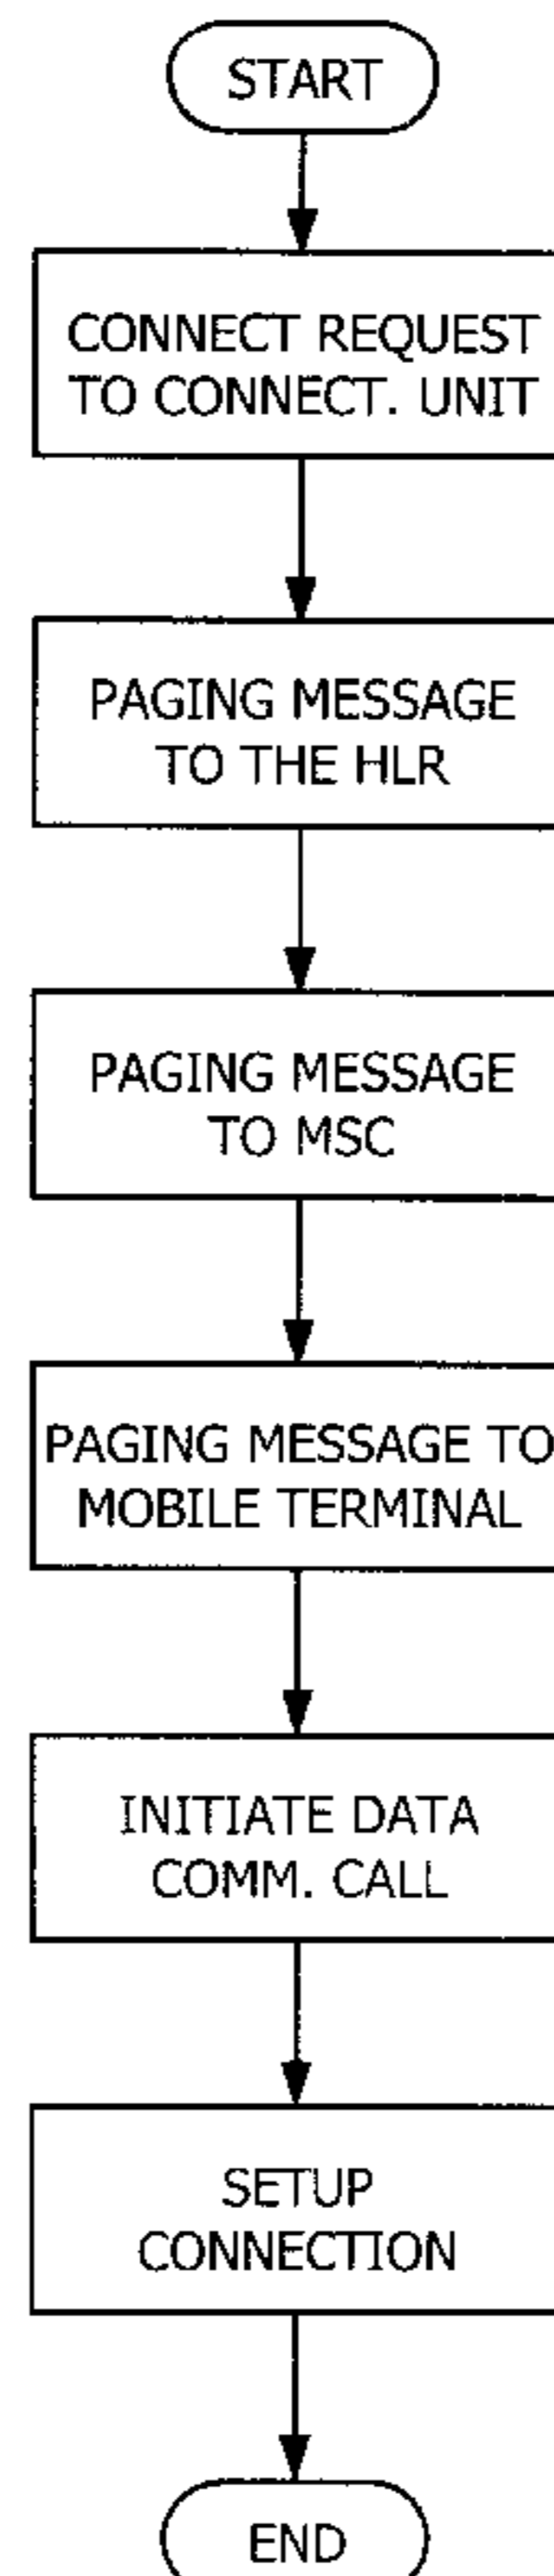 START
CONNECT REQUEST
TO CONNECT. UNIT
PAGING MESSAGE
TO THE HLR
PAGING MESSAGE
TO MSC
PAGING MESSAGE TO
MOBILE TERMINAL
INITIATE DATA
COMM. CALL
SETUP
CONNECTION
END